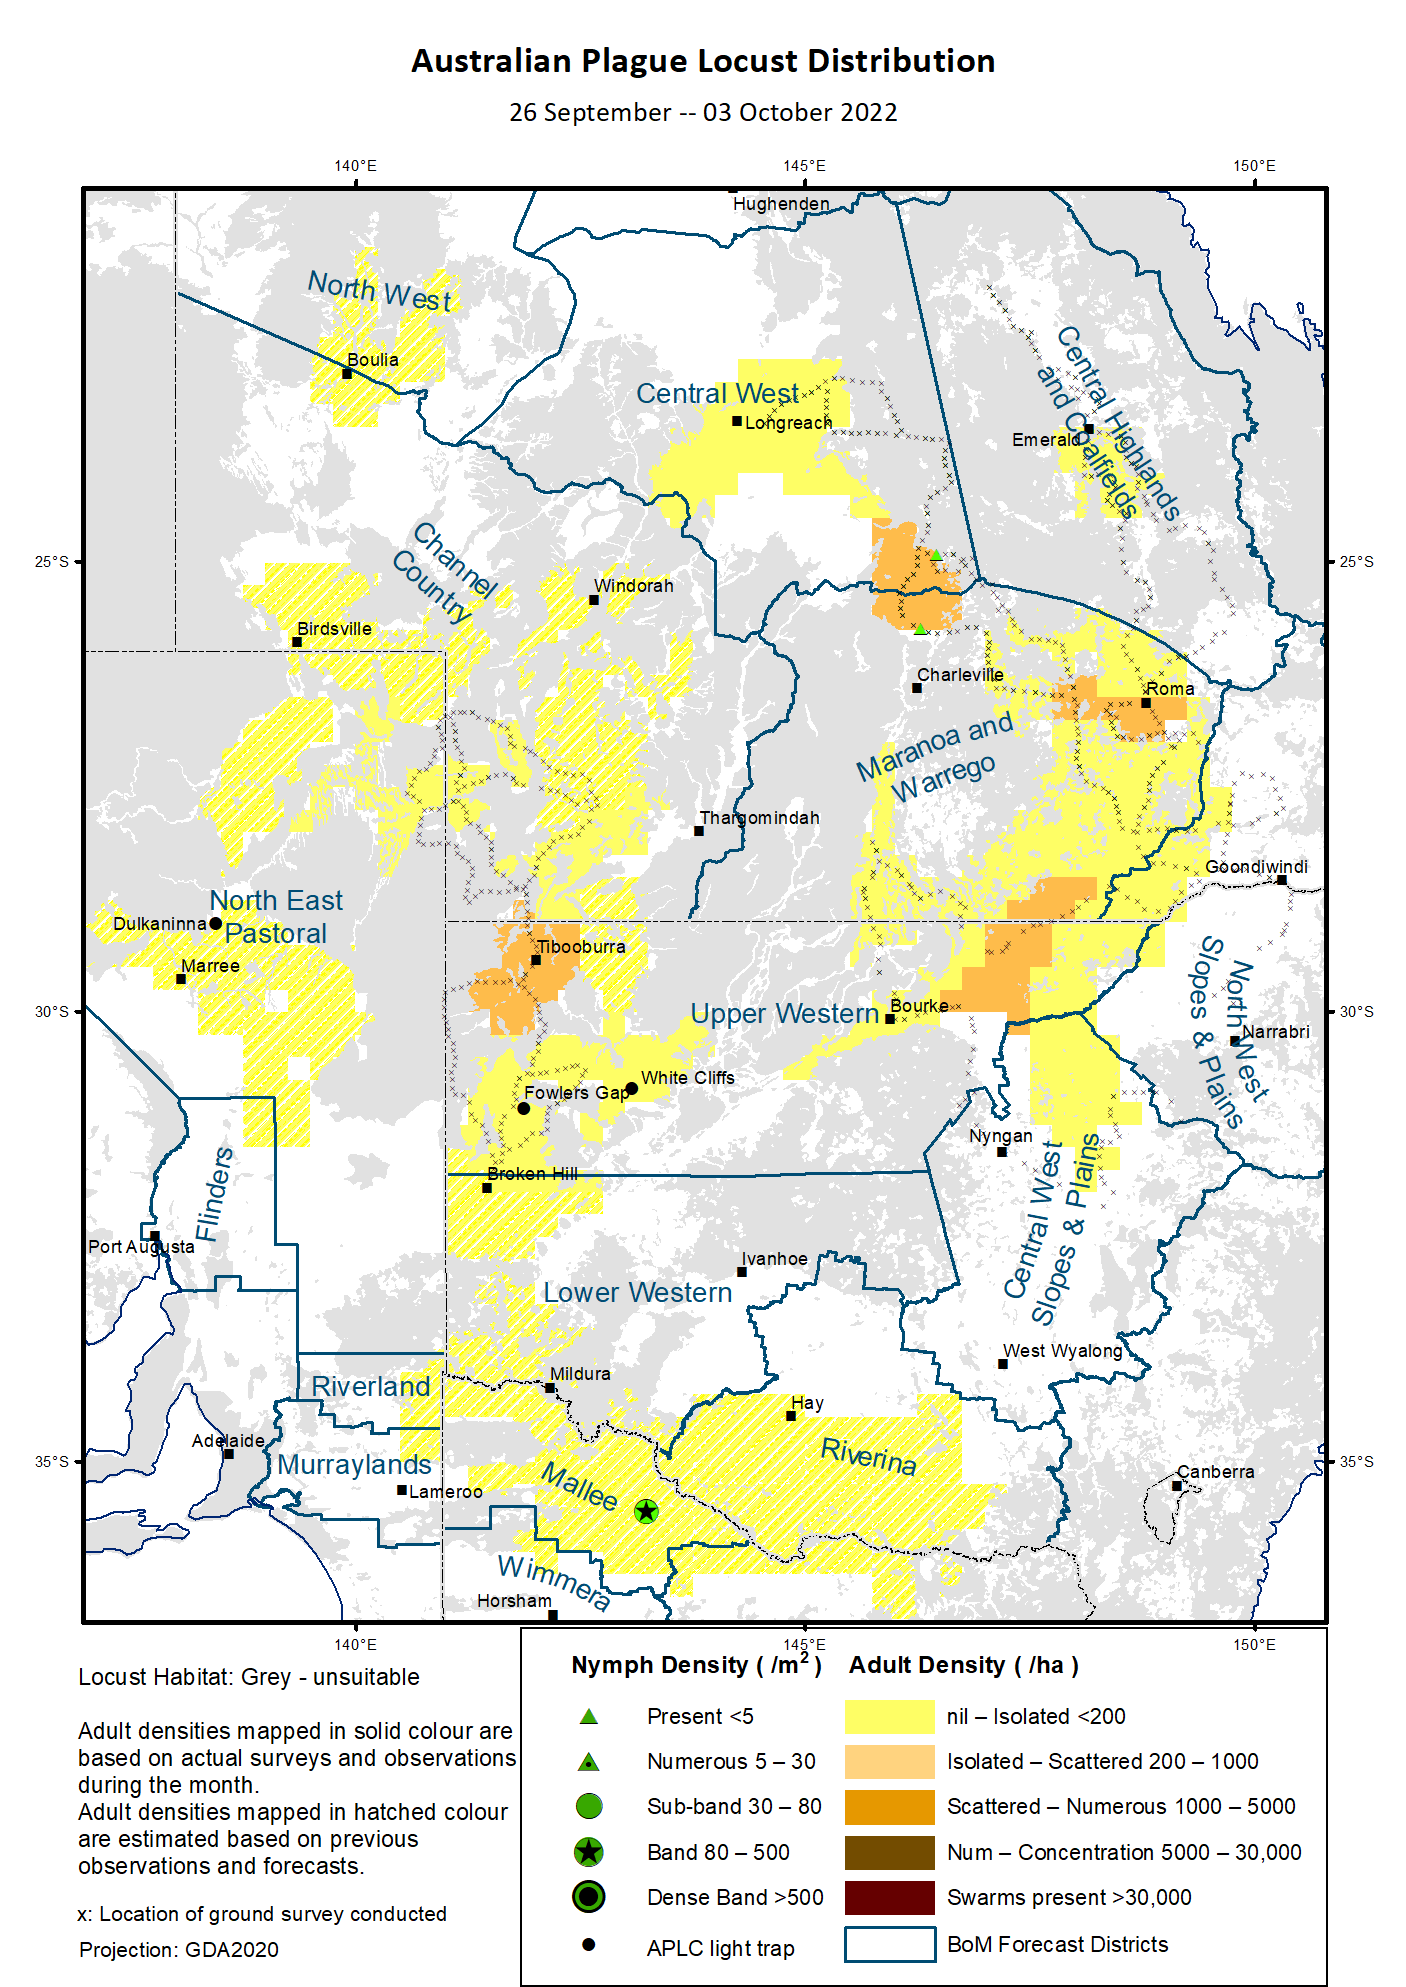 Australian Plague Locust Distribution
26 September -- 03 October 2022
140°E
145°E
150°E
Hughenden
North West
Boulia
Central West
Longreach
Central Highlands
and Coalfields
Emerald
25°S
25°S
Channel
Country
Windorah
Birdsville
Charleville
Roma
Maranoa and
Warrego
Thargomindah
Goondiwindi
North East
Pastoral
Dulkaninna
Marree
Tibooburra
30°S
30°S
Upper Western
Bourke
North West
Slopes & Plains
Narrabri
White Cliffs
Fowlers Gap
Nyngan
Central West
Slopes & Plains
Broken Hill
Flinders
Port Augusta
Ivanhoe
Lower Western
West Wyalong
Mildura
Riverland
Hay
Adelaide
Murraylands
Riverina
35°S
35°S
Canberra
Mallee
Lameroo
Wimmera
Horsham
140°E
145°E
150°E
Locust Habitat: Grey - unsuitable
Adult densities mapped in solid colour are
based on actual surveys and observations
during the month.
Adult densities mapped in hatched colour
are estimated based on previous
observations and forecasts.
x: Location of ground survey conducted
Projection: GDA2020
Nymph Density ( /m² )
Present <5
Numerous 5 – 30
Sub-band 30 – 80
Band 80 – 500
Dense Band >500
APLC light trap
Adult Density ( /ha )
nil – Isolated <200
Isolated – Scattered 200 – 1000
Scattered – Numerous 1000 – 5000
Num – Concentration 5000 – 30,000
Swarms present >30,000
BoM Forecast Districts